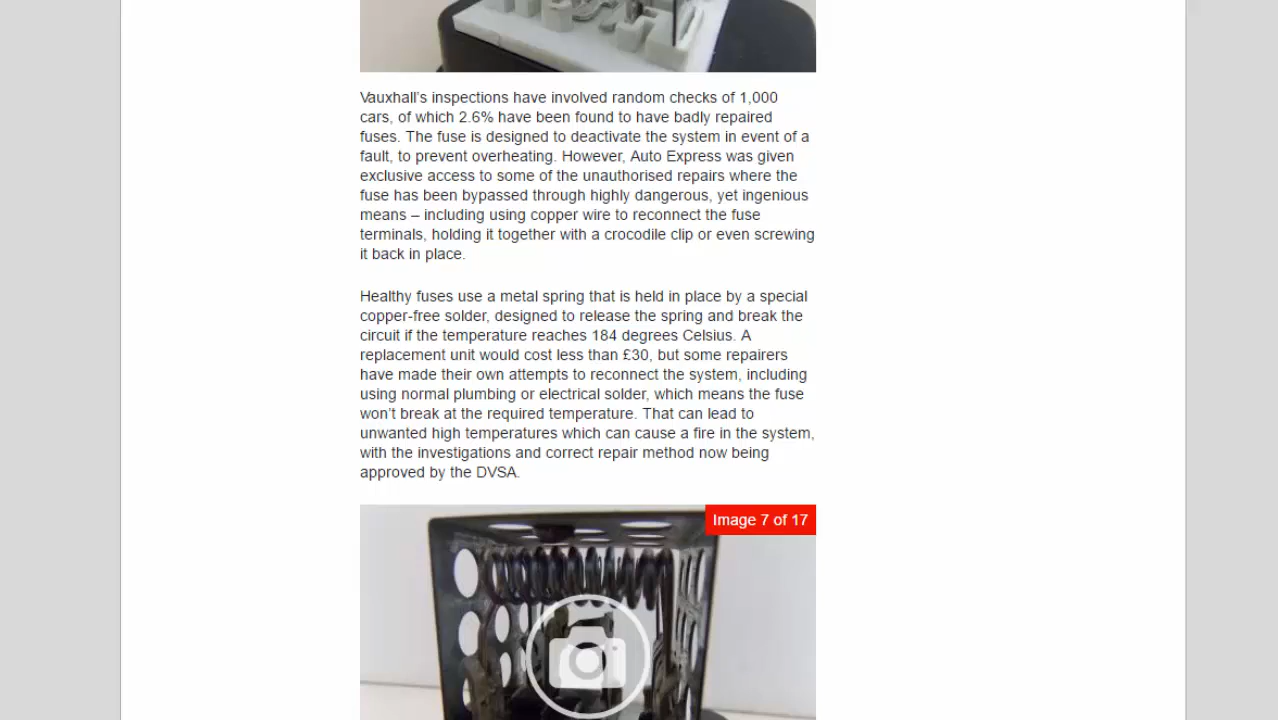 Vauxhall's inspections have involved random checks of 1,000
cars, of which 2.6% have been found to have badly repaired
fuses. The fuse is designed to deactivate the system in event of a
fault, to prevent overheating. However, Auto Express was given
exclusive access to some of the unauthorised repairs where the
fuse has been bypassed through highly dangerous, yet ingenious
means – including using copper wire to reconnect the fuse
terminals, holding it together with a crocodile clip or even screwing
it back in place.
Healthy fuses use a metal spring that is held in place by a special
copper-free solder, designed to release the spring and break the
circuit if the temperature reaches 184 degrees Celsius. A
replacement unit would cost less than £30, but some repairers
have made their own attempts to reconnect the system, including
using normal plumbing or electrical solder, which means the fuse
won't break at the required temperature. That can lead to
unwanted high temperatures which can cause a fire in the system,
with the investigations and correct repair method now being
approved by the DVSA.
Image 7 of 17